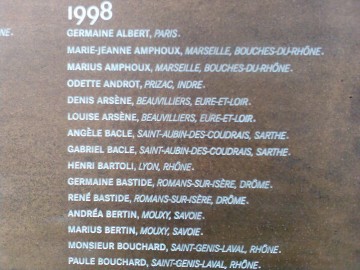 1998
GERMAINE ALBERT, PARIS.
MARIE-JEANNE AMPHOUX, MARSEILLE, BOUCHES-DU-RHÔNE.
MARIUS AMPHOUX, MARSEILLE, BOUCHES-DU-RHÔNE.
ODETTE ANDROT, PRIZAC, INDRE.
DENIS ARSÈNE, BEAUVILLIERS, EURE-ET-LOIR.
LOUISE ARSÈNE, BEAUVILLIERS, EURE-ET-LOIR.
ANGÈLE BACLE, SAINT-AUBIN-DES-COUDRAIS, SARTHE.
GABRIEL BACLE, SAINT-AUBIN-DES-COUDRAIS, SARTHE.
HENRI BARTOLI, LYON, RHÔNE.
GERMAINE BASTIDE, ROMANS-SUR-ISÈRE, DRÔME.
RENÉ BASTIDE, ROMANS-SUR-ISÈRE, DRÔME.
ANDRÉA BERTIN, MOUXY, SAVOIE.
MARIUS BERTIN, MOUXY, SAVOIE.
MONSIEUR BOUCHARD, SAINT-GENIS-LAVAL, RHÔNE.
PAULE BOUCHARD, SAINT-GENIS-LAVAL, RHÔNE.